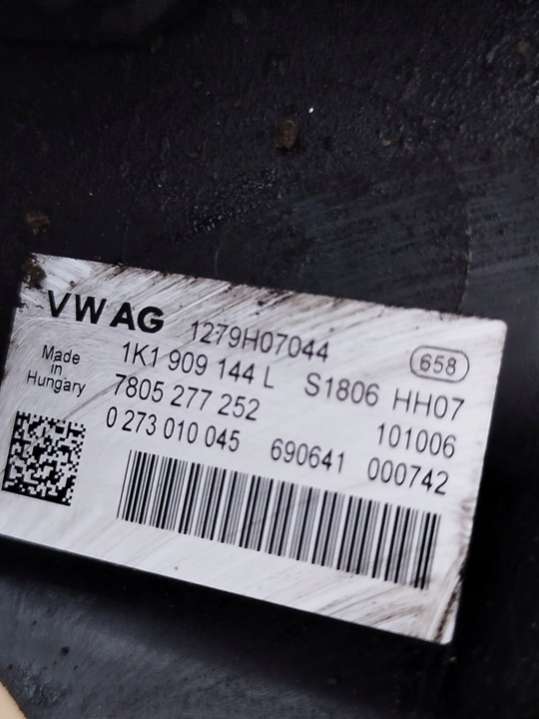 VW AG 1279H07044 658
Made in Hungary
1K1 909 144 L S1806 HH07
7805 277 252 101006
0 273 010 045 690641 000742